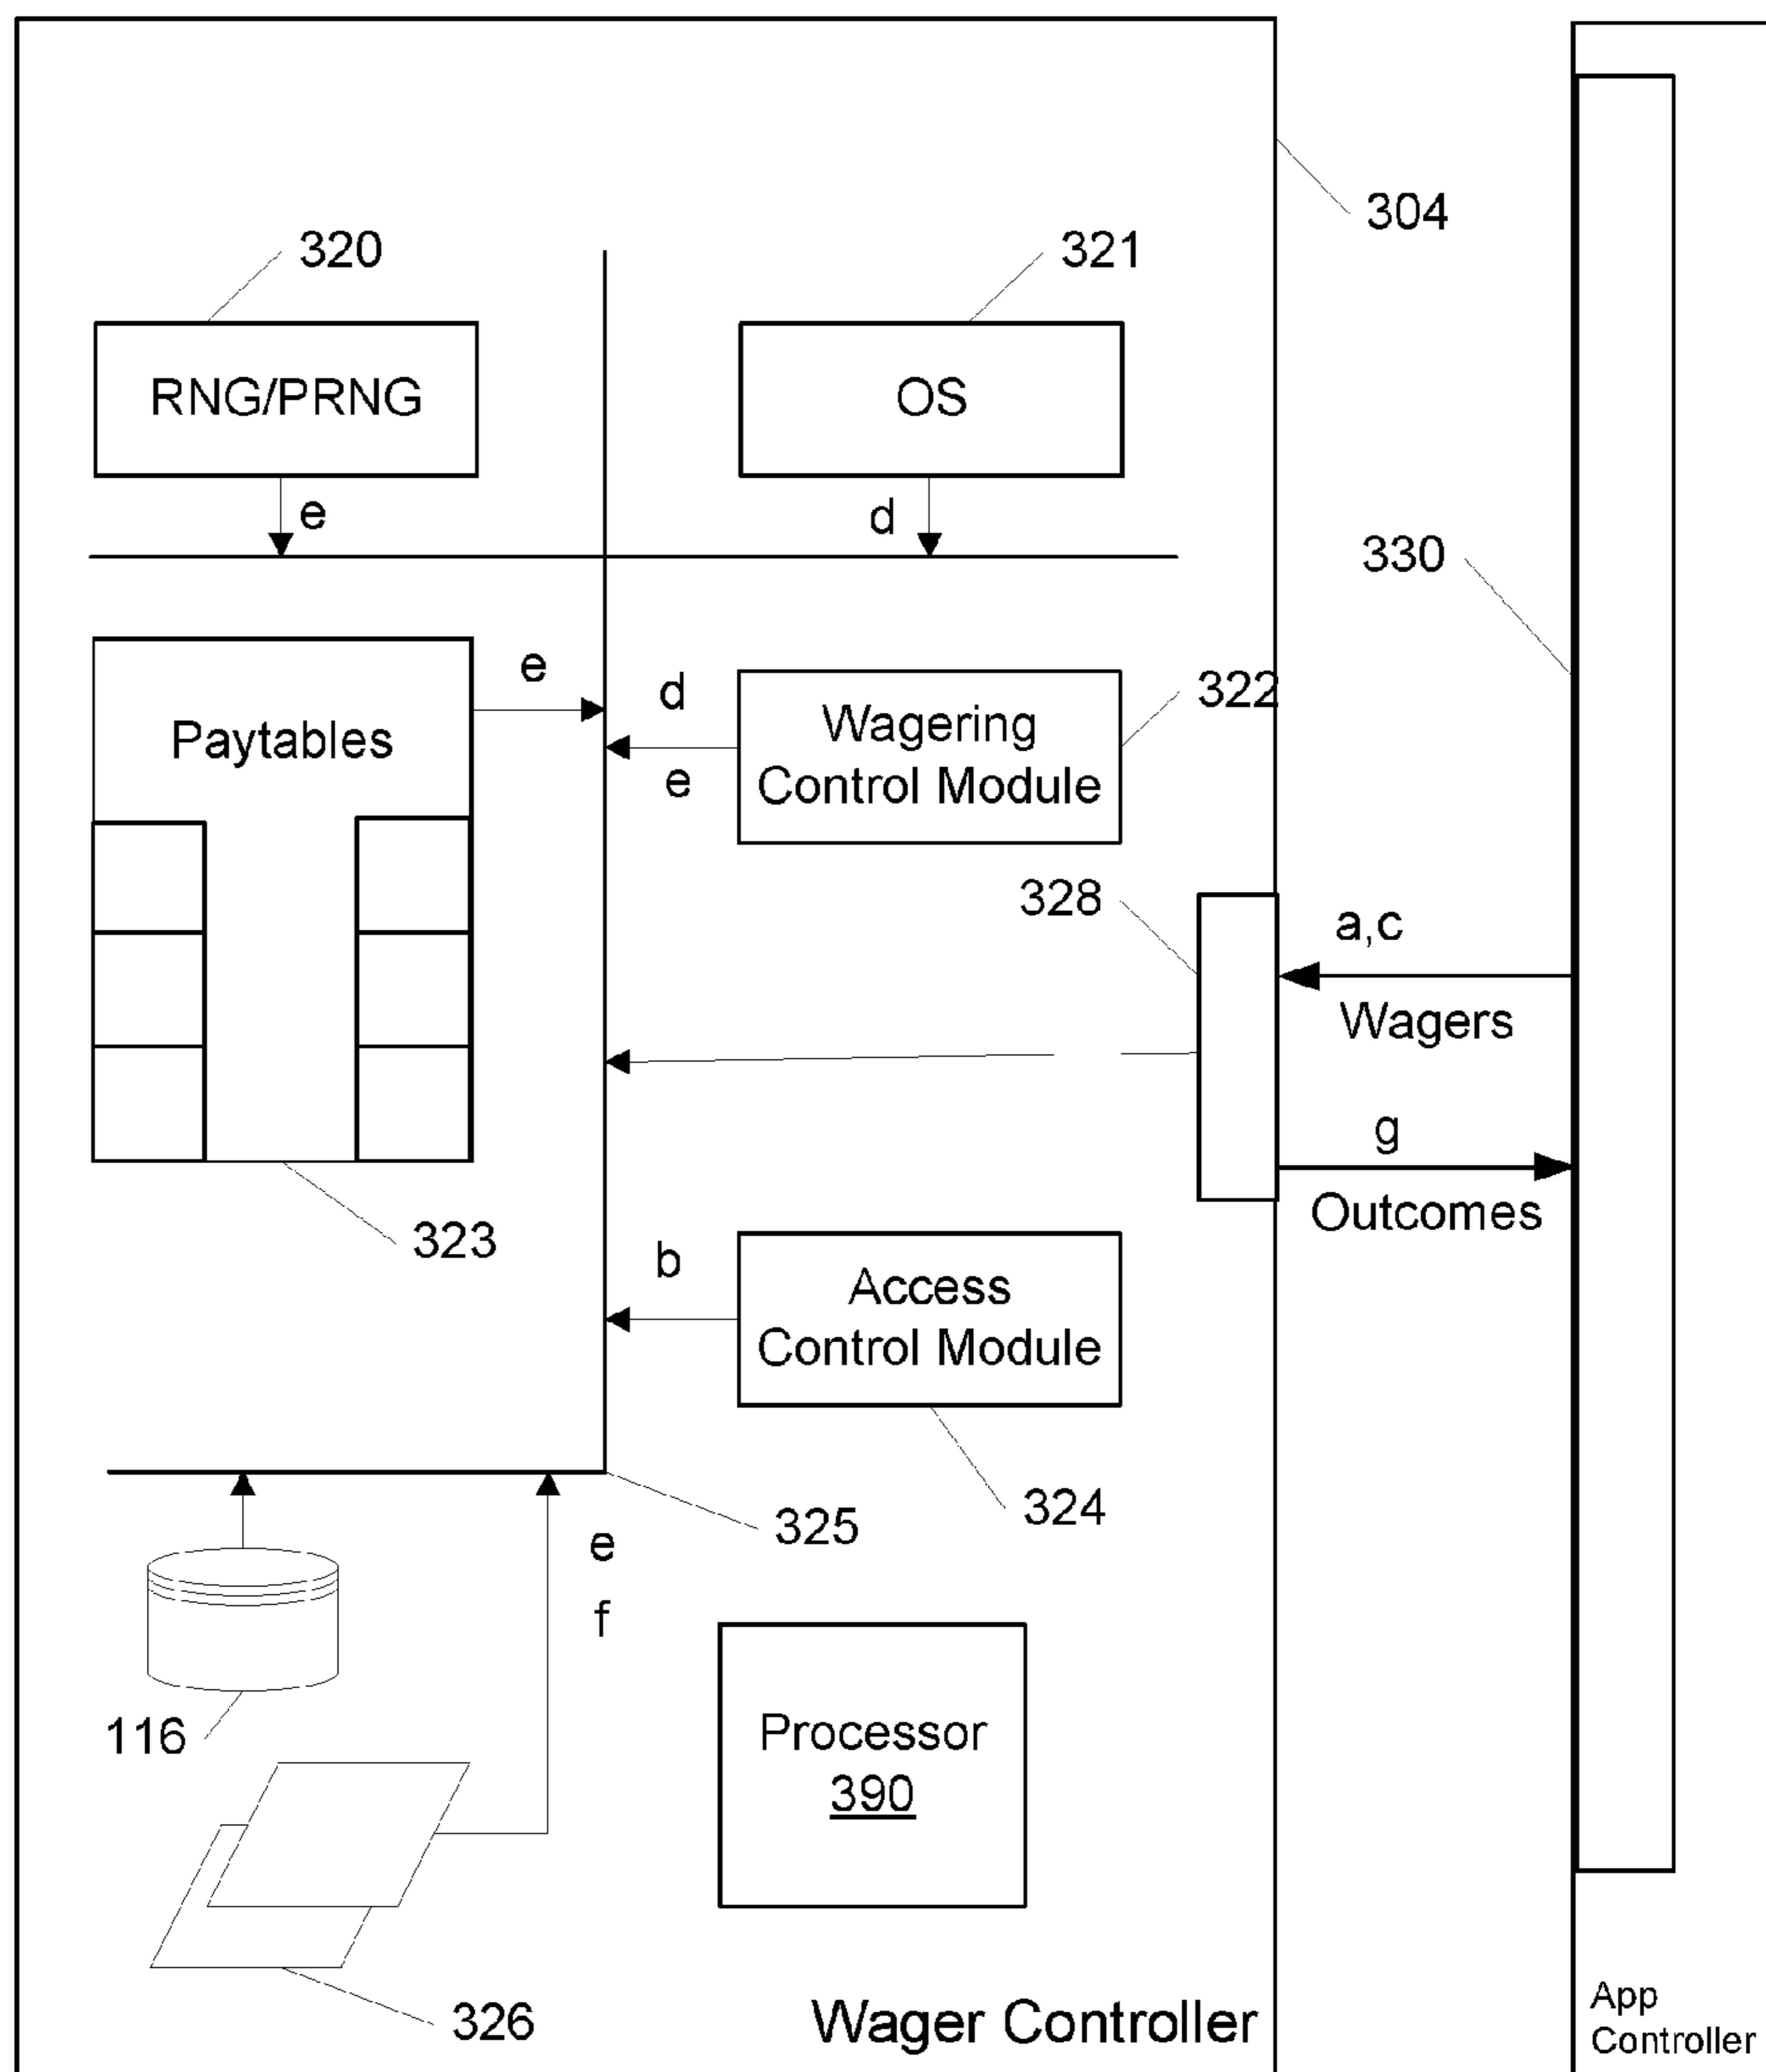 304
320
321
RNG/PRNG
OS
e
d
330
e
d
322
Paytables
Wagering
Control Module
e
328
a,c
Wagers
g
Outcomes
323
b
Access
Control Module
324
325
e
f
116
Processor
390
326
Wager Controller
App
Controller